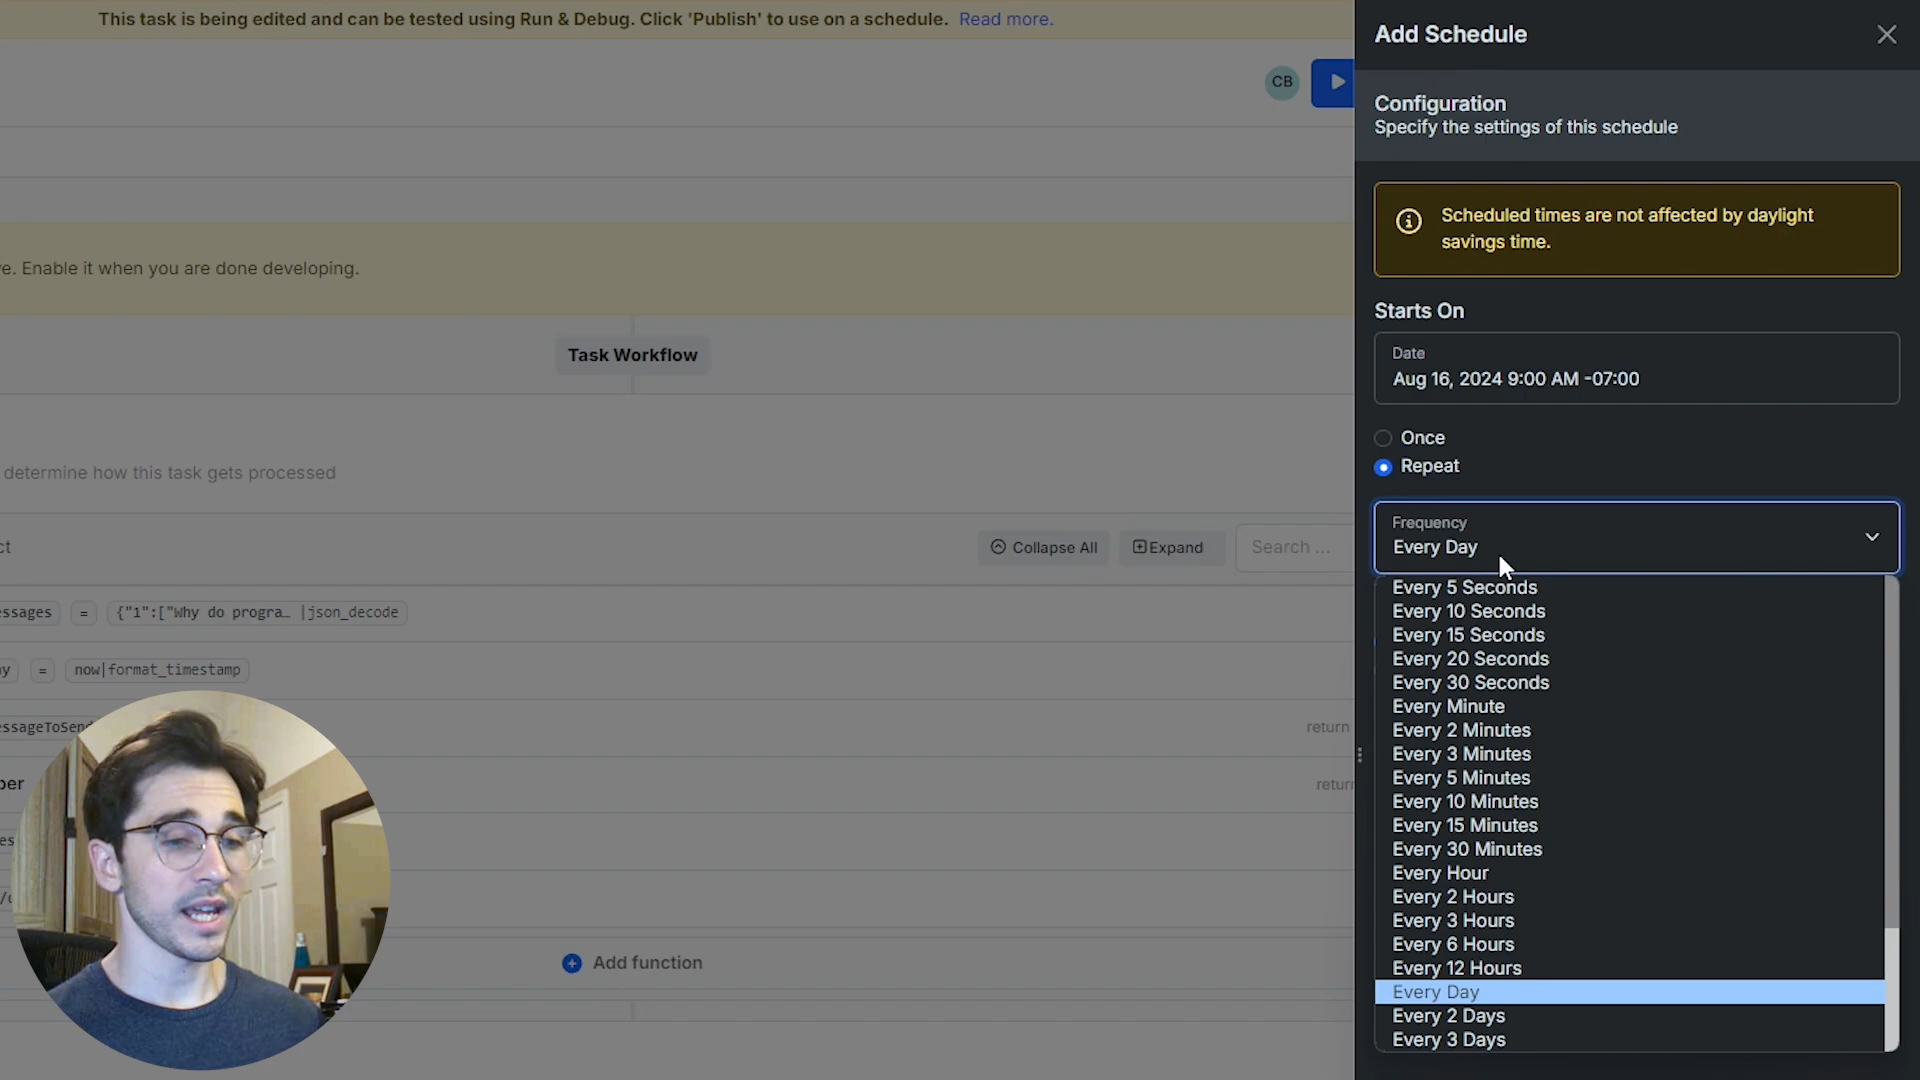 This task is being edited and can be tested using Run & Debug. Click 'Publish' to use on a schedule. Read more.
CB
e. Enable it when you are done developing.
Task Workflow
determine how this task gets processed
ct
Collapse All
Expand
Search ...
essages = {"1":["Why do progra… |json_decode
ay = now|format_timestamp
essageToSend
return
ber
return
es
Add function
Add Schedule
Configuration
Specify the settings of this schedule
Scheduled times are not affected by daylight
savings time.
Starts On
Date
Aug 16, 2024 9:00 AM -07:00
Once
Repeat
Frequency
Every Day
Every 5 Seconds
Every 10 Seconds
Every 15 Seconds
Every 20 Seconds
Every 30 Seconds
Every Minute
Every 2 Minutes
Every 3 Minutes
Every 5 Minutes
Every 10 Minutes
Every 15 Minutes
Every 30 Minutes
Every Hour
Every 2 Hours
Every 3 Hours
Every 6 Hours
Every 12 Hours
Every Day
Every 2 Days
Every 3 Days